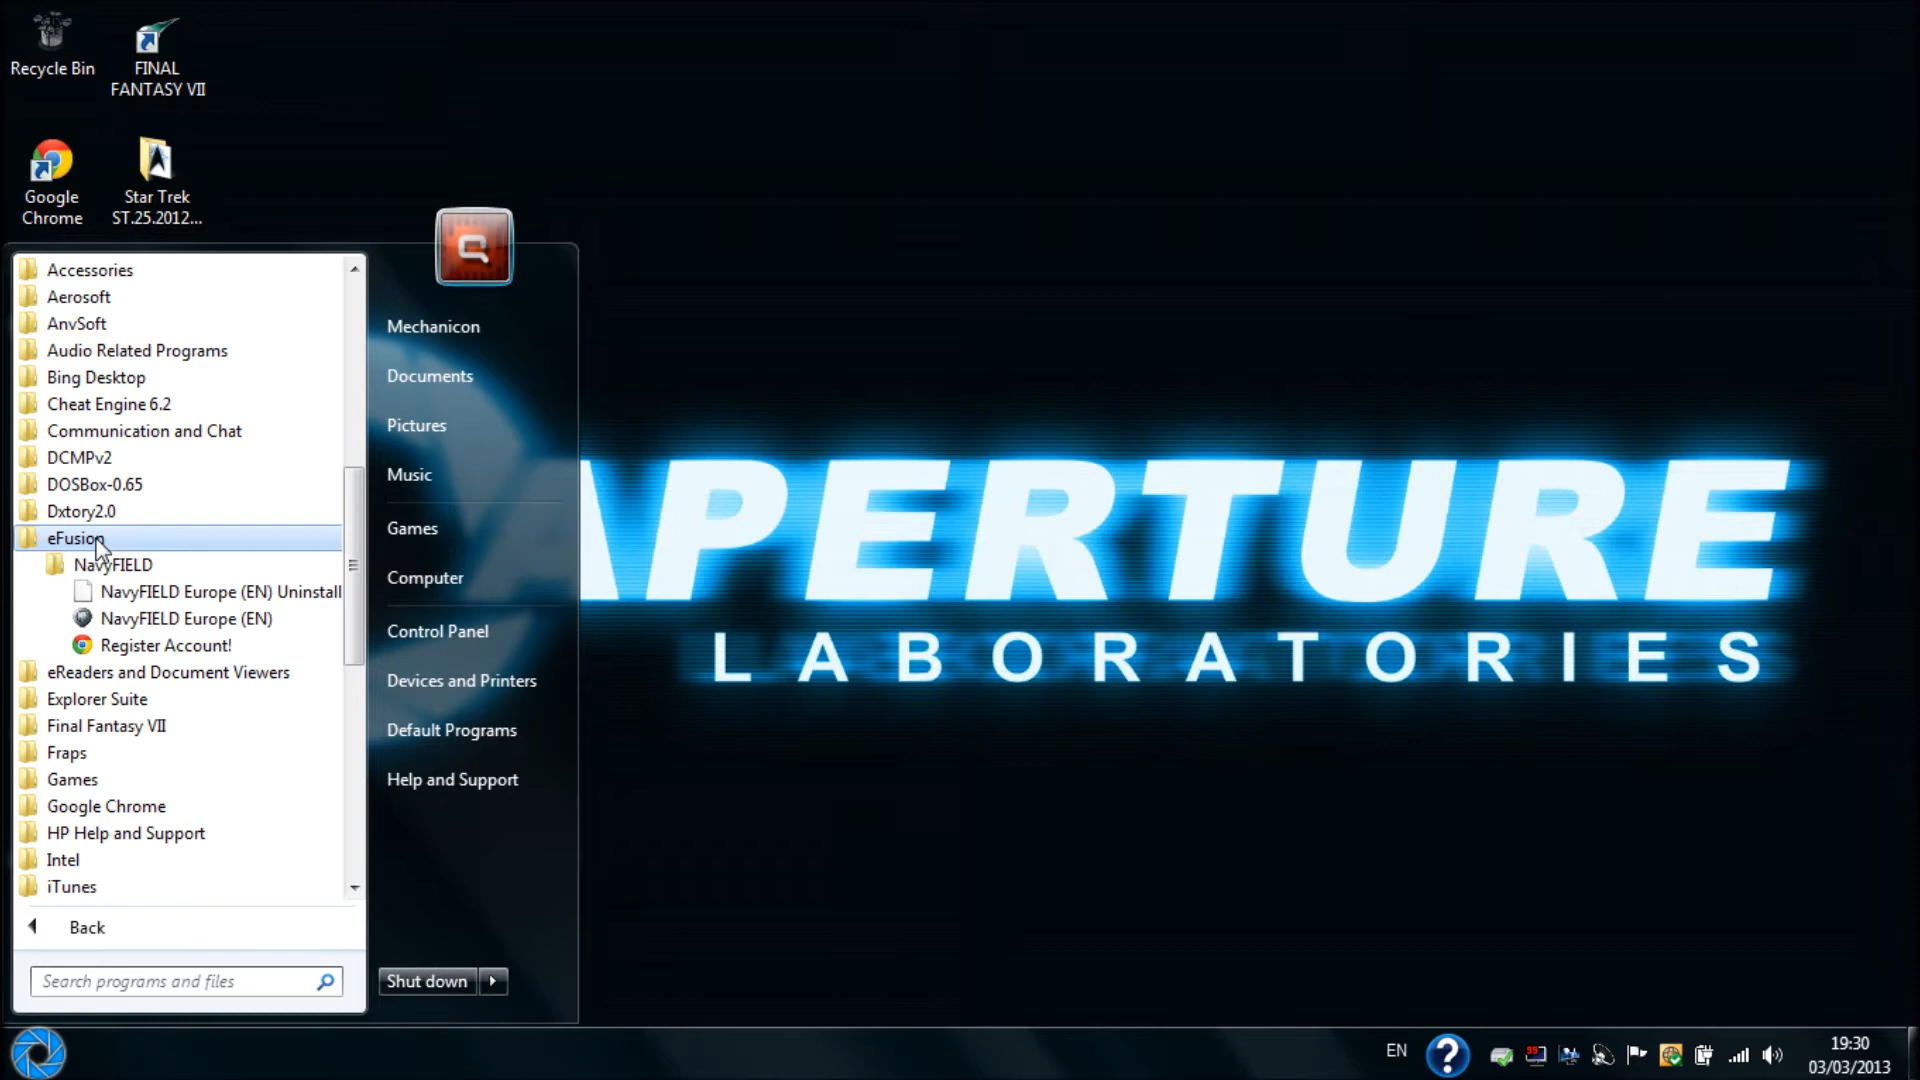 Recycle Bin
FINAL
FANTASY VII
Google
Chrome
Star Trek
ST.25.2012...
Accessories
Aerosoft
AnvSoft
Audio Related Programs
Bing Desktop
Cheat Engine 6.2
Communication and Chat
DCMPv2
DOSBox-0.65
Dxtory2.0
eFusion
NavyFIELD
NavyFIELD Europe (EN) Uninstall
NavyFIELD Europe (EN)
Register Account!
eReaders and Document Viewers
Explorer Suite
Final Fantasy VII
Fraps
Games
Google Chrome
HP Help and Support
Intel
iTunes
Back
Search programs and files
Mechanicon
Documents
Pictures
Music
Games
Computer
Control Panel
Devices and Printers
Default Programs
Help and Support
Shut down
APERTURE
LABORATORIES
EN
?
99
19:30
03/03/2013